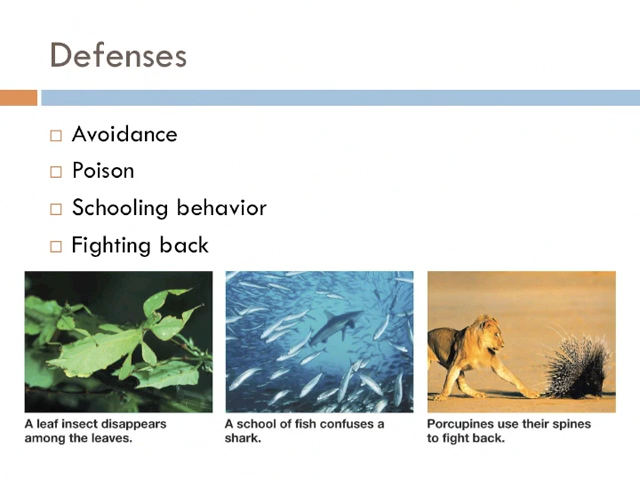 Defenses
Avoidance
Poison
Schooling behavior
Fighting back
A leaf insect disappears
among the leaves.
A school of fish confuses a
shark.
Porcupines use their spines
to fight back.